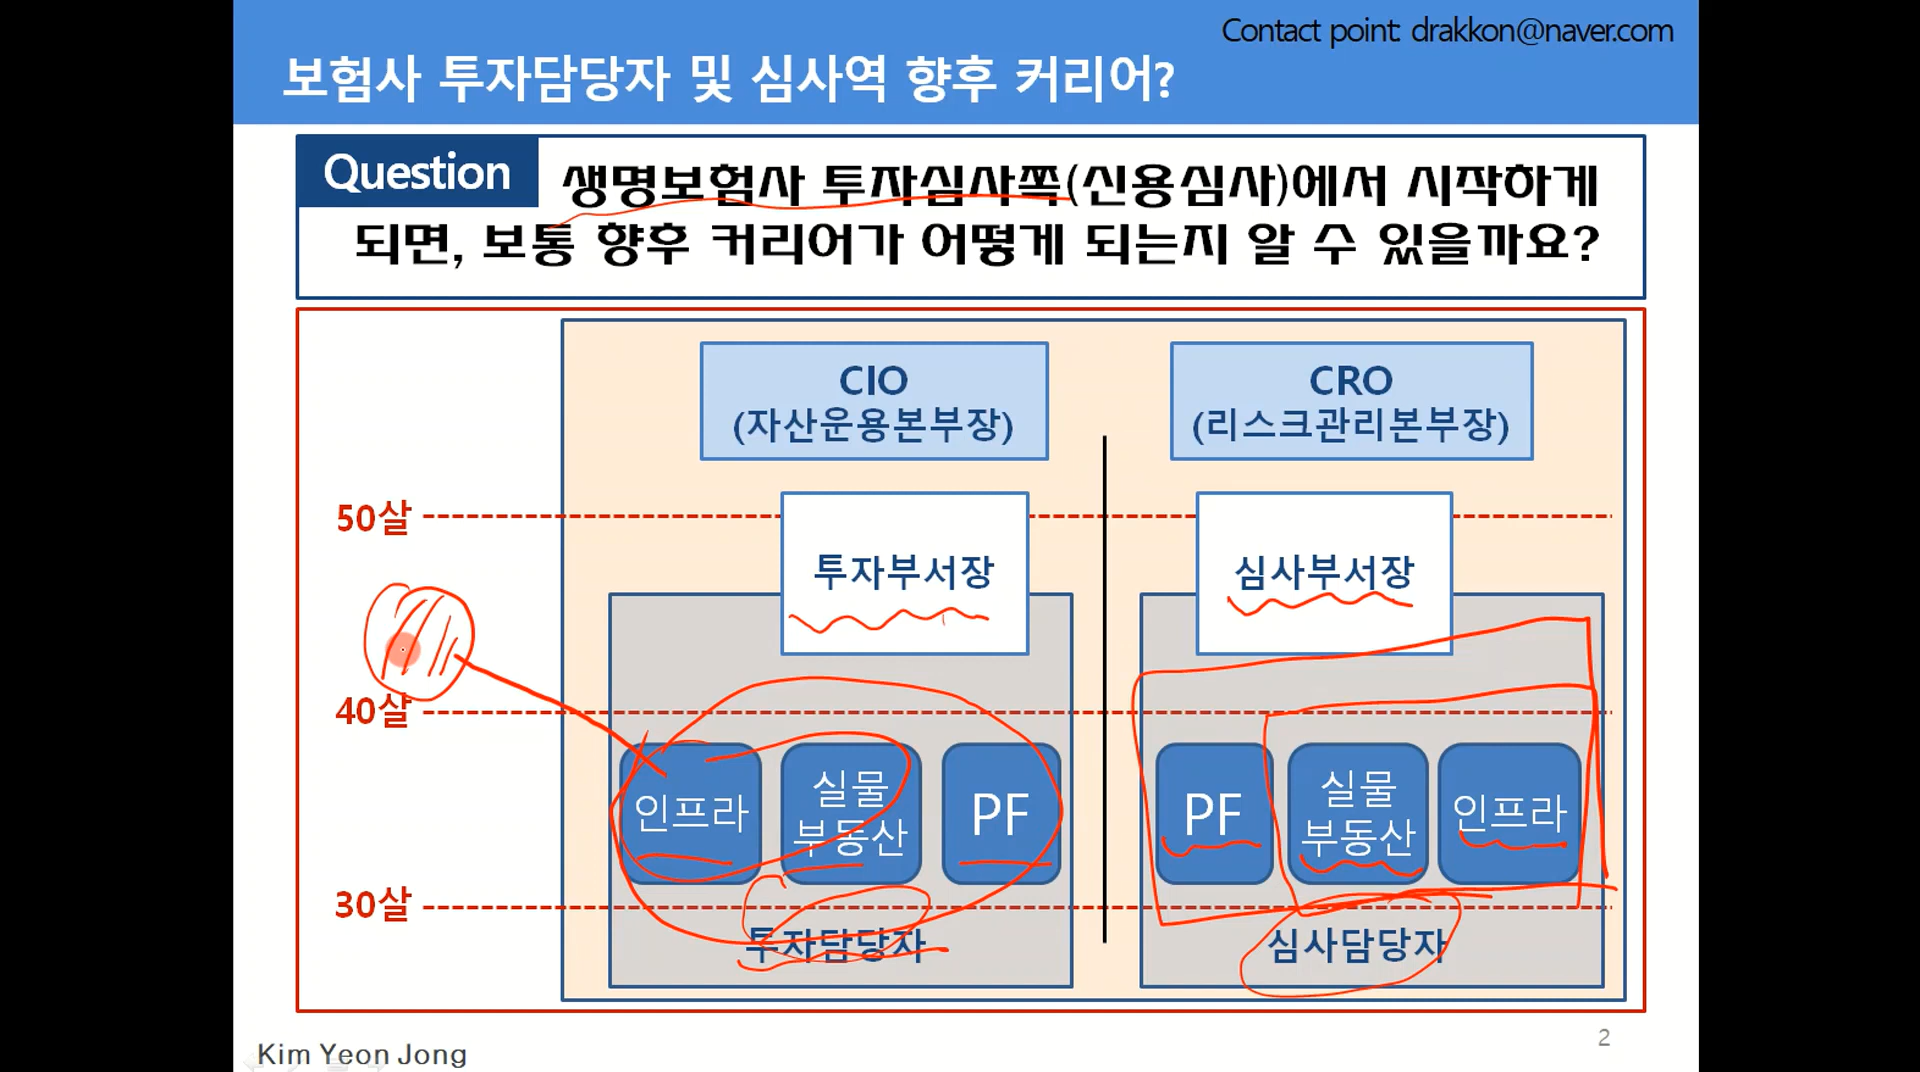 Contact point: drakkon@naver.com
보험사 투자담당자 및 심사역 향후 커리어?
Question
생명보험사 투자심사쪽(신용심사)에서 시작하게
되면, 보통 향후 커리어가 어떻게 되는지 알 수 있을까요?
CIO
(자산운용본부장)
CRO
(리스크관리본부장)
50살
투자부서장
심사부서장
40살
인프라
실물
부동산
PF
PF
실물
부동산
인프라
30살
투자담당자
심사담당자
Kim Yeon Jong
2